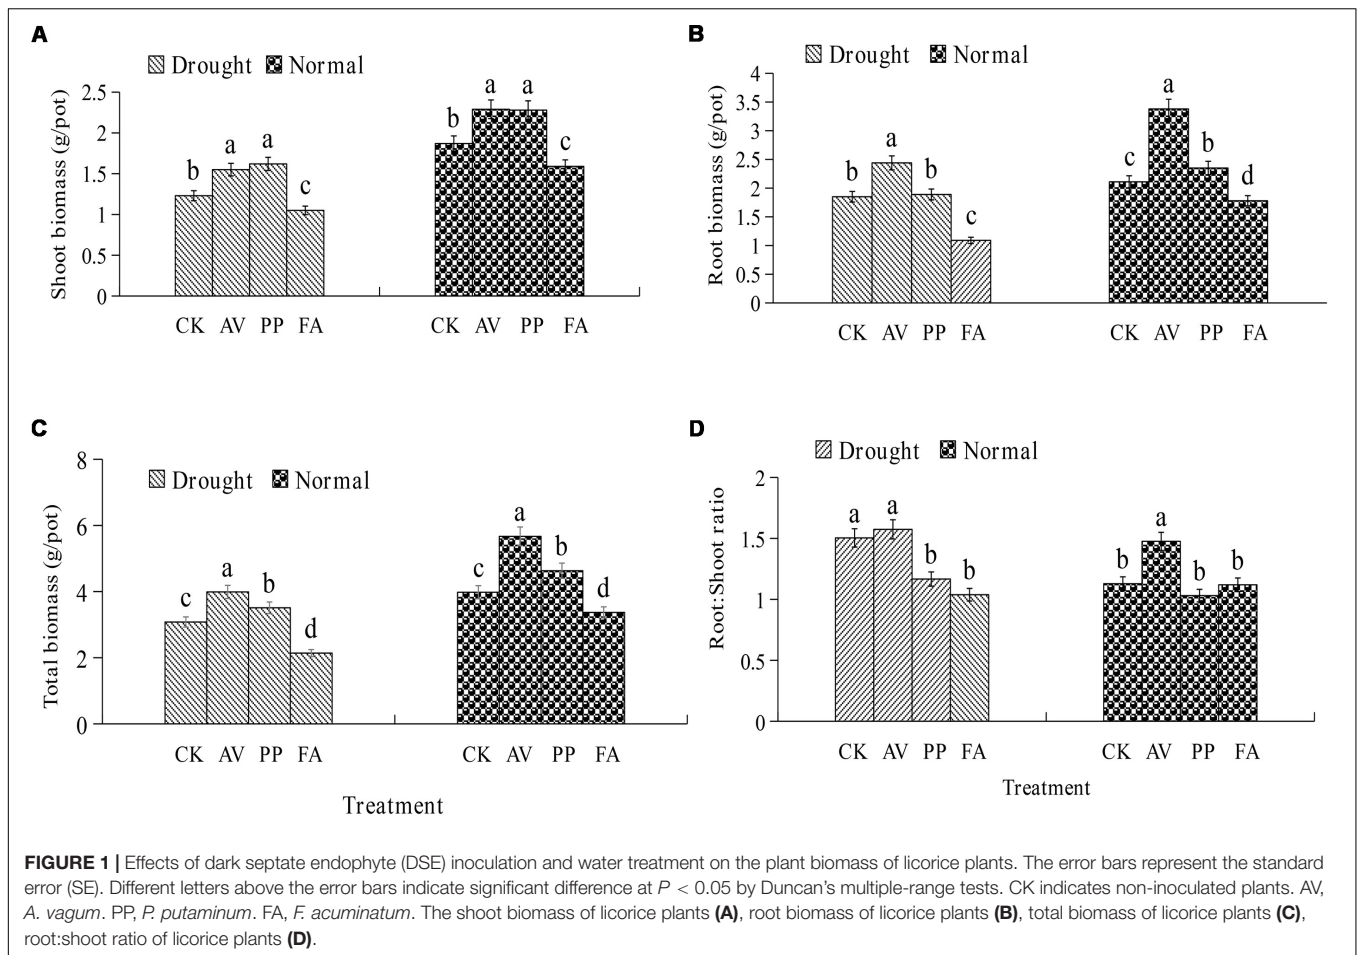 A
Drought Normal
Shoot biomass (g/pot)
2.5
2
1.5
1
0.5
0
b a a c b a a c
CK AV PP FA CK AV PP FA
B
Drought Normal
Root biomass (g/pot)
4
3.5
3
2.5
2
1.5
1
0.5
0
b a b c c a b d
CK AV PP FA CK AV PP FA
C
Drought Normal
Total biomass (g/pot)
8
6
4
2
0
c a b d c a b d
CK AV PP FA CK AV PP FA
Treatment
D
Drought Normal
Root:Shoot ratio
2
1.5
1
0.5
0
a a b b b a b b
CK AV PP FA CK AV PP FA
Treatment
FIGURE 1 | Effects of dark septate endophyte (DSE) inoculation and water treatment on the plant biomass of licorice plants. The error bars represent the standard
error (SE). Different letters above the error bars indicate significant difference at P < 0.05 by Duncan's multiple-range tests. CK indicates non-inoculated plants. AV,
A. vagum. PP, P. putaminum. FA, F. acuminatum. The shoot biomass of licorice plants (A), root biomass of licorice plants (B), total biomass of licorice plants (C),
root:shoot ratio of licorice plants (D).